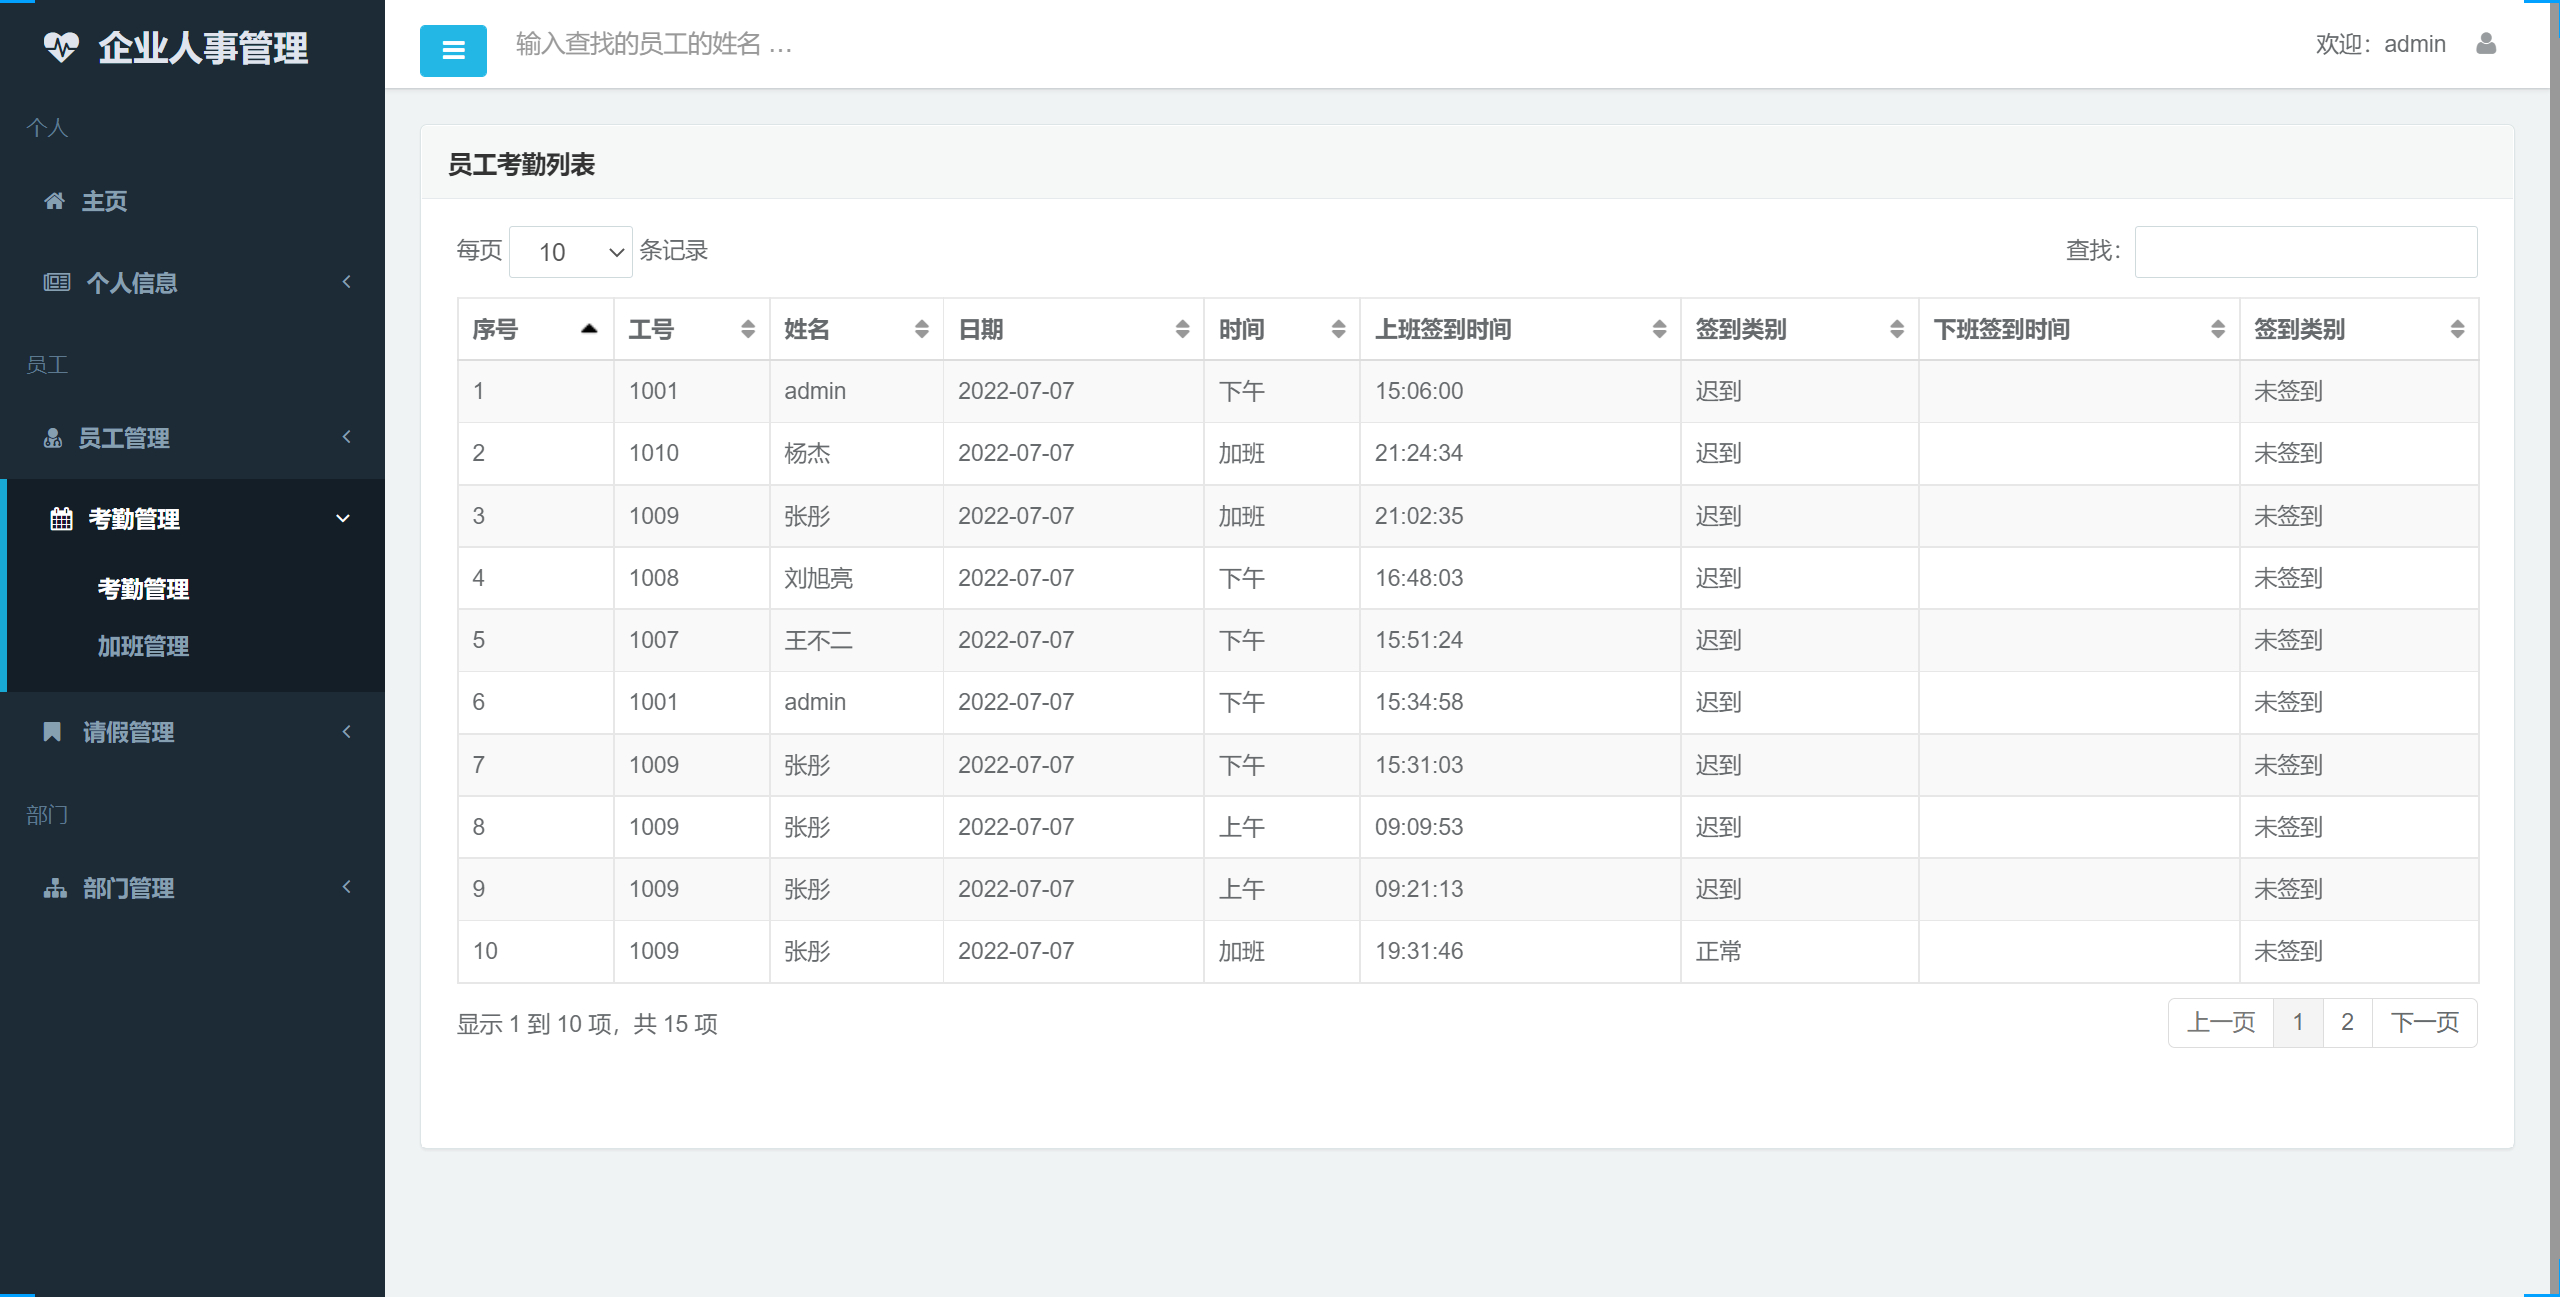 企业人事管理
个人
主页
个人信息
员工
员工管理
考勤管理
考勤管理
加班管理
请假管理
部门
部门管理
输入查找的员工的姓名 …
欢迎：admin
员工考勤列表
每页 10 条记录
查找：
序号 工号 姓名 日期 时间 上班签到时间 签到类别 下班签到时间 签到类别
1 1001 admin 2022-07-07 下午 15:06:00 迟到 未签到
2 1010 杨杰 2022-07-07 加班 21:24:34 迟到 未签到
3 1009 张彤 2022-07-07 加班 21:02:35 迟到 未签到
4 1008 刘旭亮 2022-07-07 下午 16:48:03 迟到 未签到
5 1007 王不二 2022-07-07 下午 15:51:24 迟到 未签到
6 1001 admin 2022-07-07 下午 15:34:58 迟到 未签到
7 1009 张彤 2022-07-07 下午 15:31:03 迟到 未签到
8 1009 张彤 2022-07-07 上午 09:09:53 迟到 未签到
9 1009 张彤 2022-07-07 上午 09:21:13 迟到 未签到
10 1009 张彤 2022-07-07 加班 19:31:46 正常 未签到
显示 1 到 10 项，共 15 项
上一页 1 2 下一页